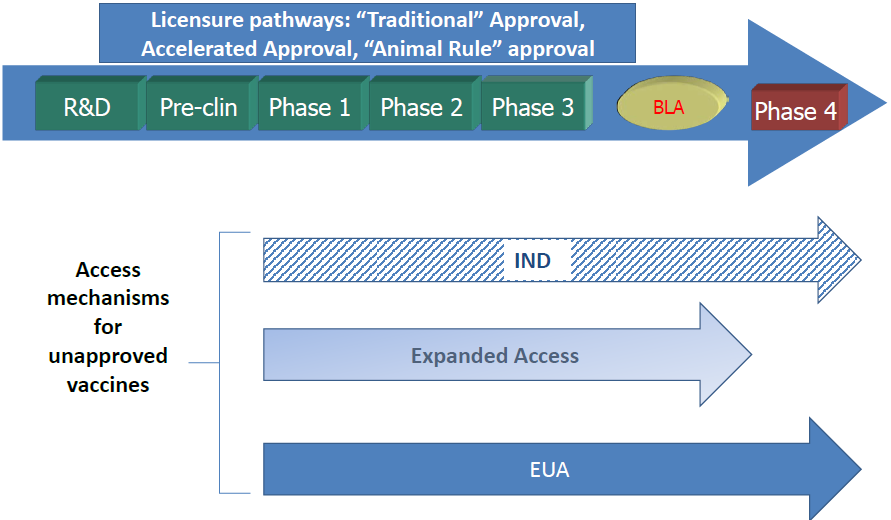 Licensure pathways: “Traditional” Approval,
Accelerated Approval, “Animal Rule” approval
R&D
Pre-clin
Phase 1
Phase 2
Phase 3
BLA
Phase 4
Access
mechanisms
for
unapproved
vaccines
IND
Expanded Access
EUA